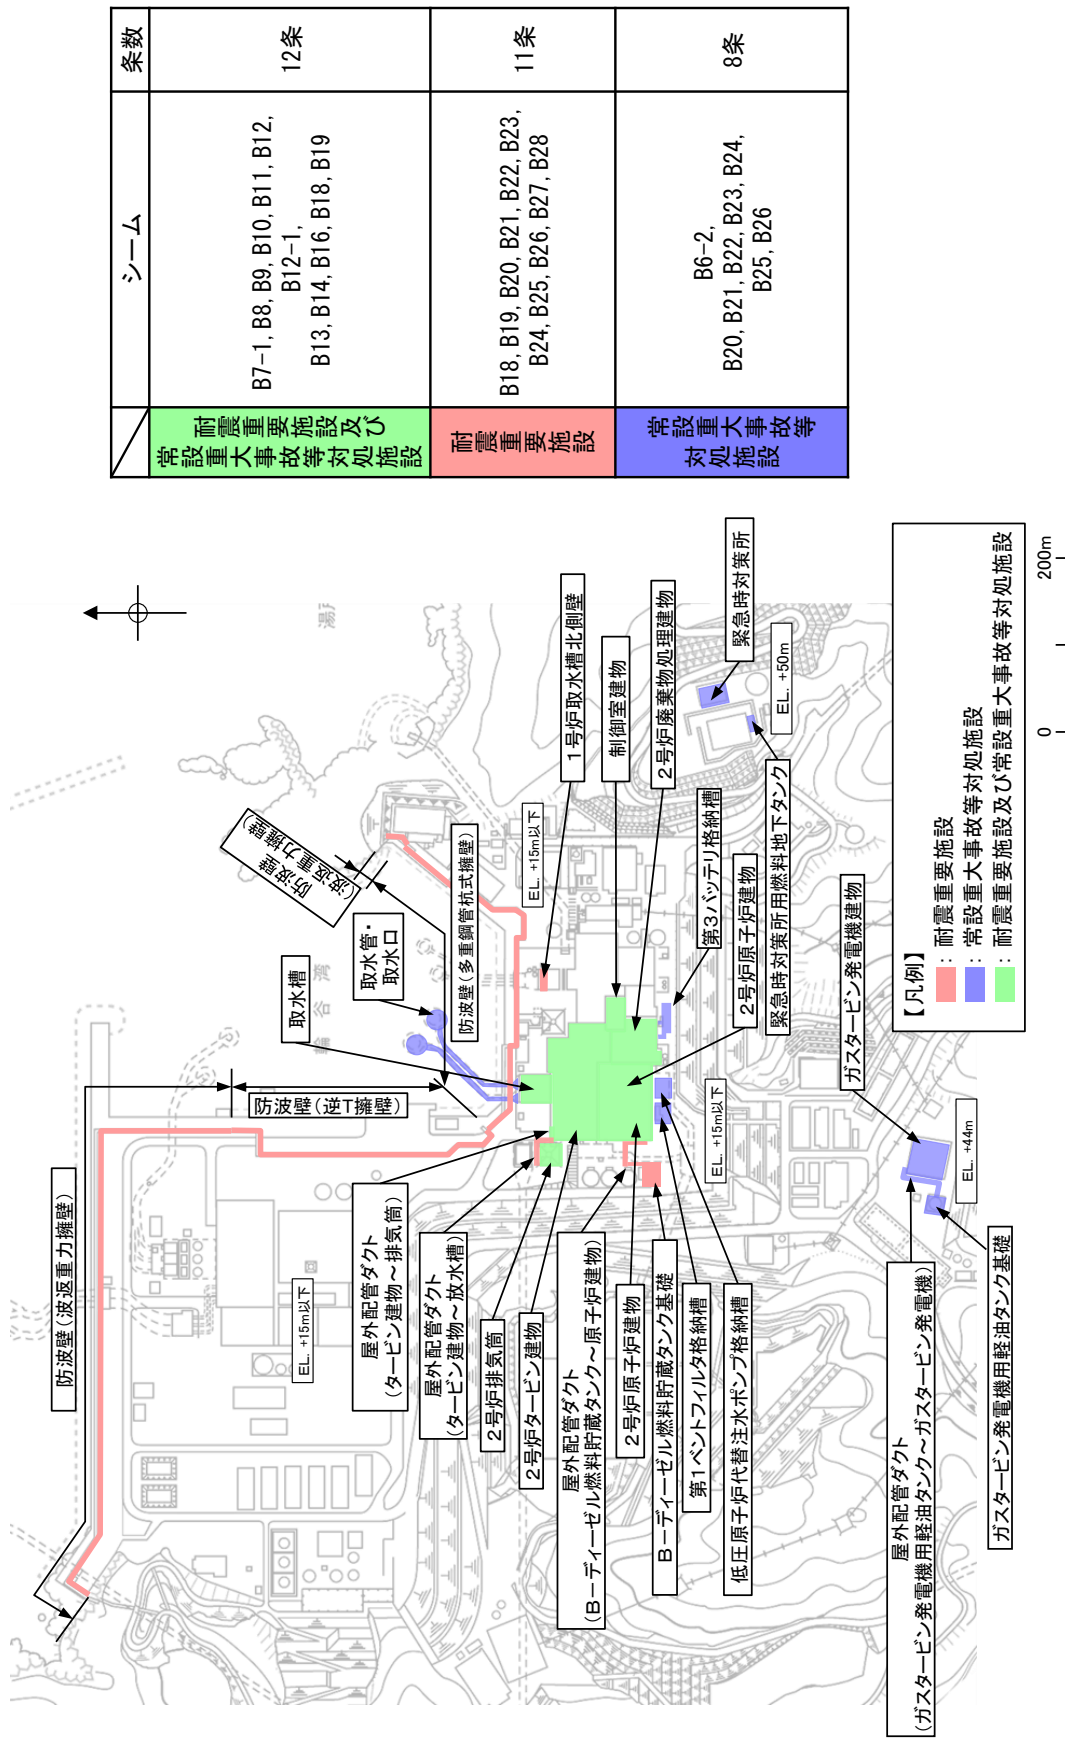 防波壁(波返重力擁壁)
防波壁(逆T擁壁)
防波壁
(波返重力擁壁)
防波壁(多重鋼管杭式擁壁)
取水槽
取水管・
取水口
輪谷湾
湯
EL. +15m以下
屋外配管ダクト
(タービン建物～排気筒)
屋外配管ダクト
(タービン建物～放水槽)
2号炉排気筒
2号炉タービン建物
屋外配管ダクト
(B－ディーゼル燃料貯蔵タンク～原子炉建物)
2号炉原子炉建物
B－ディーゼル燃料貯蔵タンク基礎
第1ベントフィルタ格納槽
低圧原子炉代替注水ポンプ格納槽
屋外配管ダクト
(ガスタービン発電機用軽油タンク～ガスタービン発電機)
ガスタービン発電機用軽油タンク基礎
EL. +15m以下
1号炉取水槽北側壁
制御室建物
2号炉廃棄物処理建物
第3バッテリ格納槽
2号炉原子炉建物
緊急時対策所用燃料地下タンク
緊急時対策所
EL. +50m
EL. +15m以下
ガスタービン発電機建物
EL. +44m
【凡例】
：耐震重要施設
：常設重大事故等対処施設
：耐震重要施設及び常設重大事故等対処施設
0
200m
シーム
条数
耐震重要施設及び
常設重大事故等対処施設
B7-1, B8, B9, B10, B11, B12,
B12-1,
B13, B14, B16, B18, B19
12条
耐震重要施設
B18, B19, B20, B21, B22, B23,
B24, B25, B26, B27, B28
11条
常設重大事故等
対処施設
B6-2,
B20, B21, B22, B23, B24,
B25, B26
8条